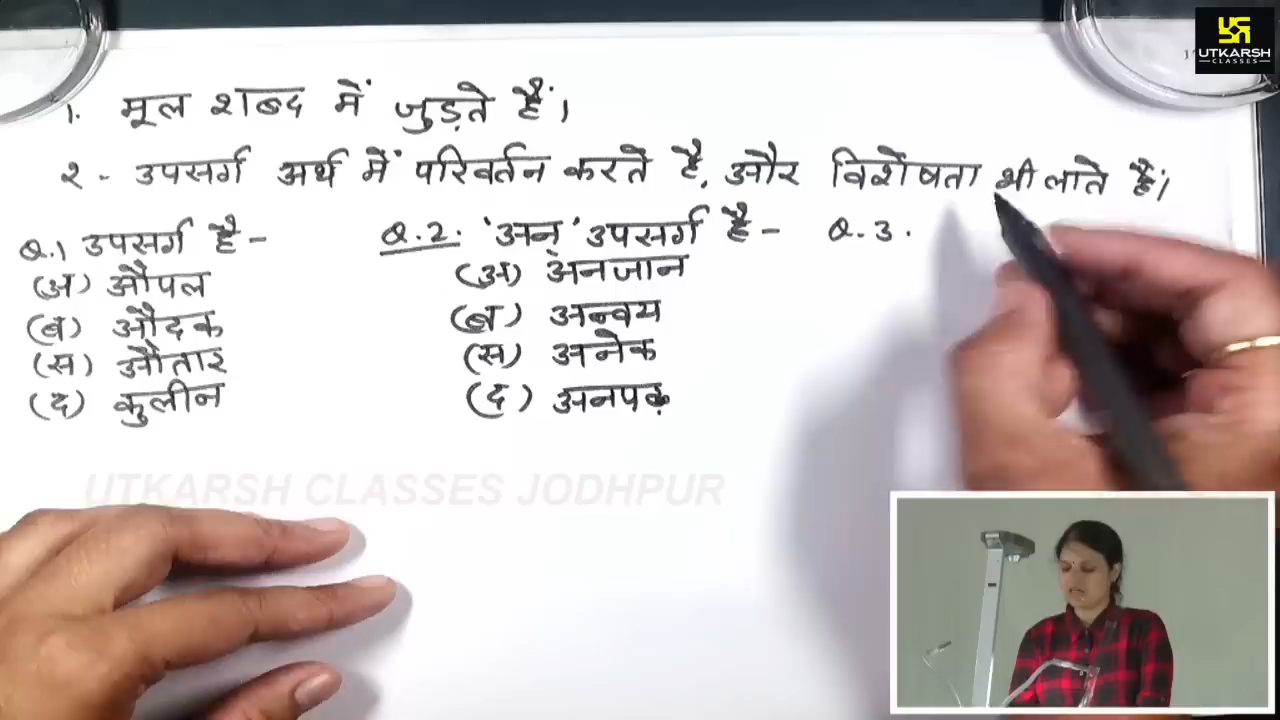 UTKARSH
CLASSES
1. मूल शब्द में जुड़ते हैं।
२- उपसर्ग अर्थ में परिवर्तन करते है, और विशेषता भी लाते हैं।
Q.1 उपसर्ग है -
(अ) औपल
(ब) औदक
(स) औतार
(द) कुलीन
Q.2. 'अन्' उपसर्ग है -
(अ) अनजान
(ब) अन्वय
(स) अनेक
(द) अनपढ़
Q.3.
UTKARSH CLASSES JODHPUR